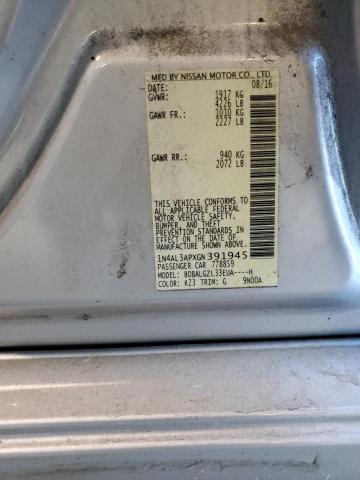 MFD BY NISSAN MOTOR CO., LTD.
DATE: 08/16
GVWR: 1917 KG
4226 LB
GAWR FR.: 1010 KG
2227 LB
GAWR RR.: 940 KG
2072 LB
THIS VEHICLE CONFORMS TO
ALL APPLICABLE FEDERAL
MOTOR VEHICLE SAFETY,
BUMPER, AND THEFT
PREVENTION STANDARDS IN
EFFECT ON THE DATE OF
MANUFACTURE SHOWN ABOVE.
1N4AL3APXGN391945
PASSENGER CAR 778859
MODEL: BDBALGZL33EUA----H
COLOR: K23 TRIM: G 9N00A